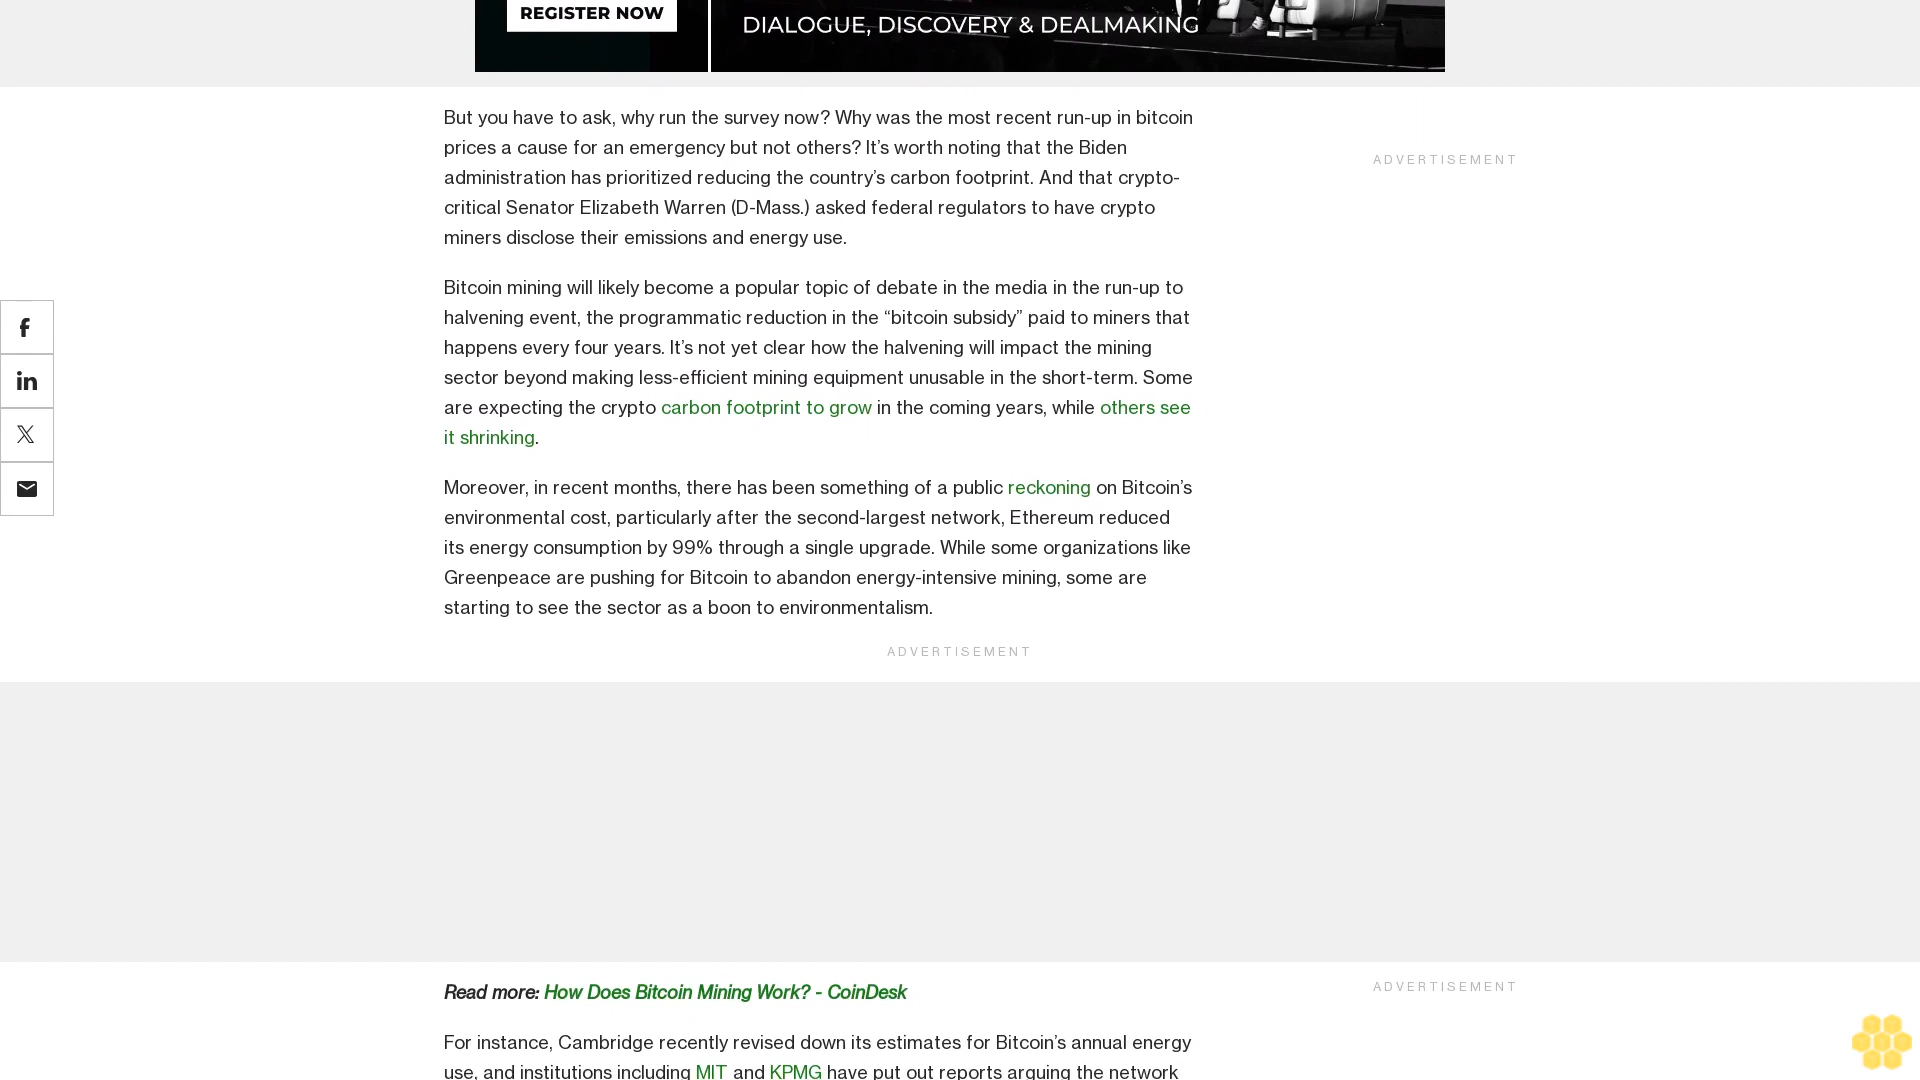 REGISTER NOW
DIALOGUE, DISCOVERY & DEALMAKING
But you have to ask, why run the survey now? Why was the most recent run-up in bitcoin
prices a cause for an emergency but not others? It’s worth noting that the Biden
administration has prioritized reducing the country’s carbon footprint. And that crypto-
critical Senator Elizabeth Warren (D-Mass.) asked federal regulators to have crypto
miners disclose their emissions and energy use.
ADVERTISEMENT
Bitcoin mining will likely become a popular topic of debate in the media in the run-up to
halvening event, the programmatic reduction in the “bitcoin subsidy” paid to miners that
happens every four years. It’s not yet clear how the halvening will impact the mining
sector beyond making less-efficient mining equipment unusable in the short-term. Some
are expecting the crypto carbon footprint to grow in the coming years, while others see
it shrinking.
Moreover, in recent months, there has been something of a public reckoning on Bitcoin’s
environmental cost, particularly after the second-largest network, Ethereum reduced
its energy consumption by 99% through a single upgrade. While some organizations like
Greenpeace are pushing for Bitcoin to abandon energy-intensive mining, some are
starting to see the sector as a boon to environmentalism.
ADVERTISEMENT
Read more: How Does Bitcoin Mining Work? - CoinDesk
ADVERTISEMENT
For instance, Cambridge recently revised down its estimates for Bitcoin’s annual energy
use, and institutions including MIT and KPMG have put out reports arguing the network